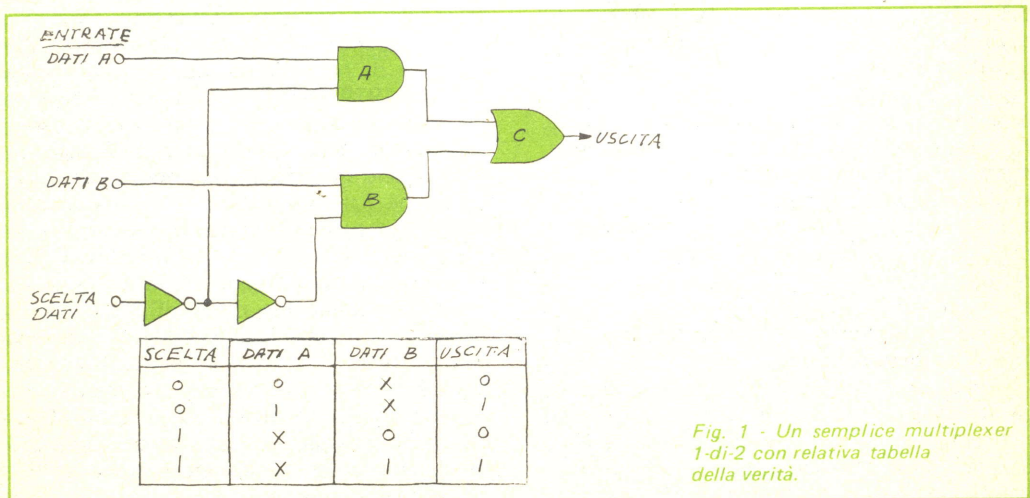 ENTRATE
DATI A
A
C
USCITA
DATI B
B
SCELTA
DATI
SCELTA DATI A DATI B USCITA
0 0 X 0
0 1 X 1
1 X 0 0
1 X 1 1
Fig. 1 - Un semplice multiplexer
1-di-2 con relativa tabella
della verità.